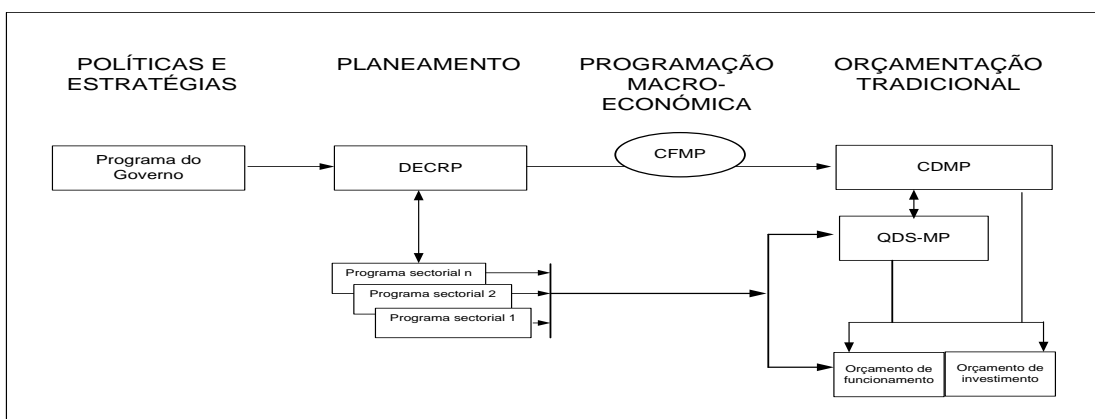 POLÍTICAS E
ESTRATÉGIAS
PLANEAMENTO
PROGRAMAÇÃO
MACRO-
ECONÓMICA
ORÇAMENTAÇÃO
TRADICIONAL
Programa do
Governo
DECRP
CFMP
CDMP
QDS-MP
Programa sectorial n
Programa sectorial 2
Programa sectorial 1
Orçamento de
funcionamento
Orçamento de
investimento